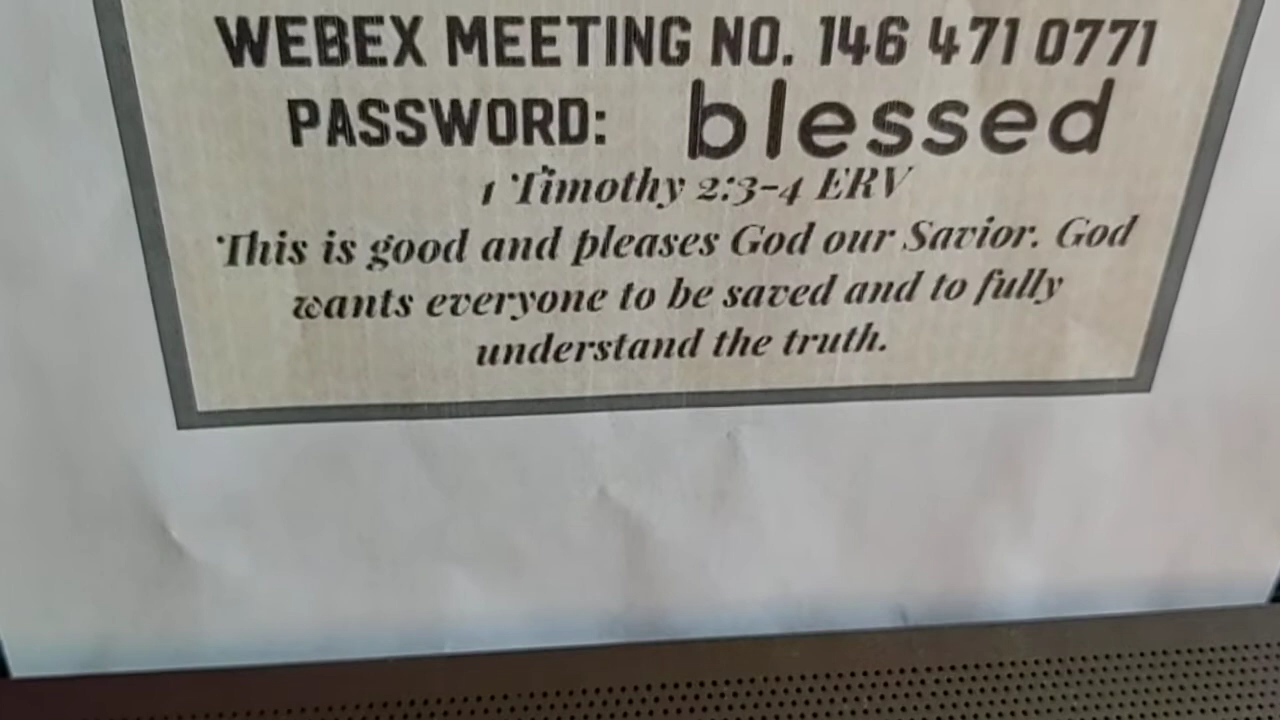 WEBEX MEETING NO. 146 471 0771
PASSWORD: blessed
1 Timothy 2:3-4 ERV
This is good and pleases God our Savior. God
wants everyone to be saved and to fully
understand the truth.